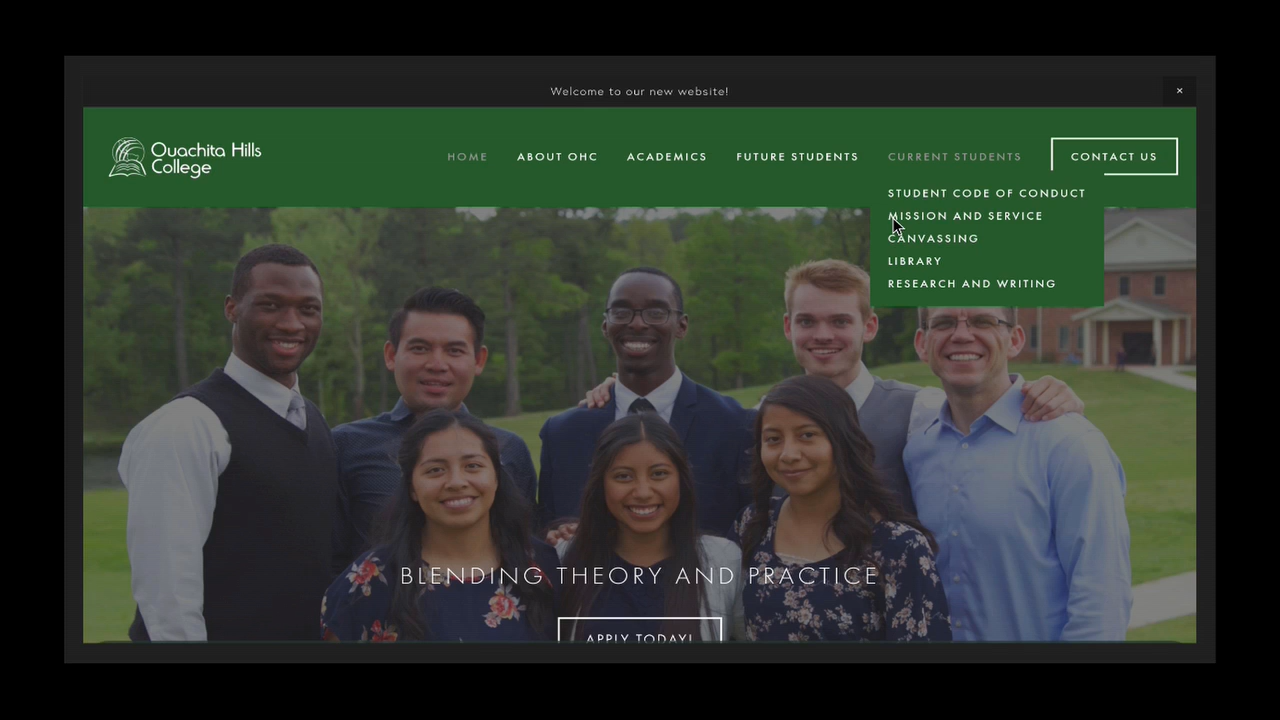 Welcome to our new website!
×
Ouachita Hills
College
HOME ABOUT OHC ACADEMICS FUTURE STUDENTS CURRENT STUDENTS CONTACT US
STUDENT CODE OF CONDUCT
MISSION AND SERVICE
CANVASSING
LIBRARY
RESEARCH AND WRITING
BLENDING THEORY AND PRACTICE
APPLY TODAY!